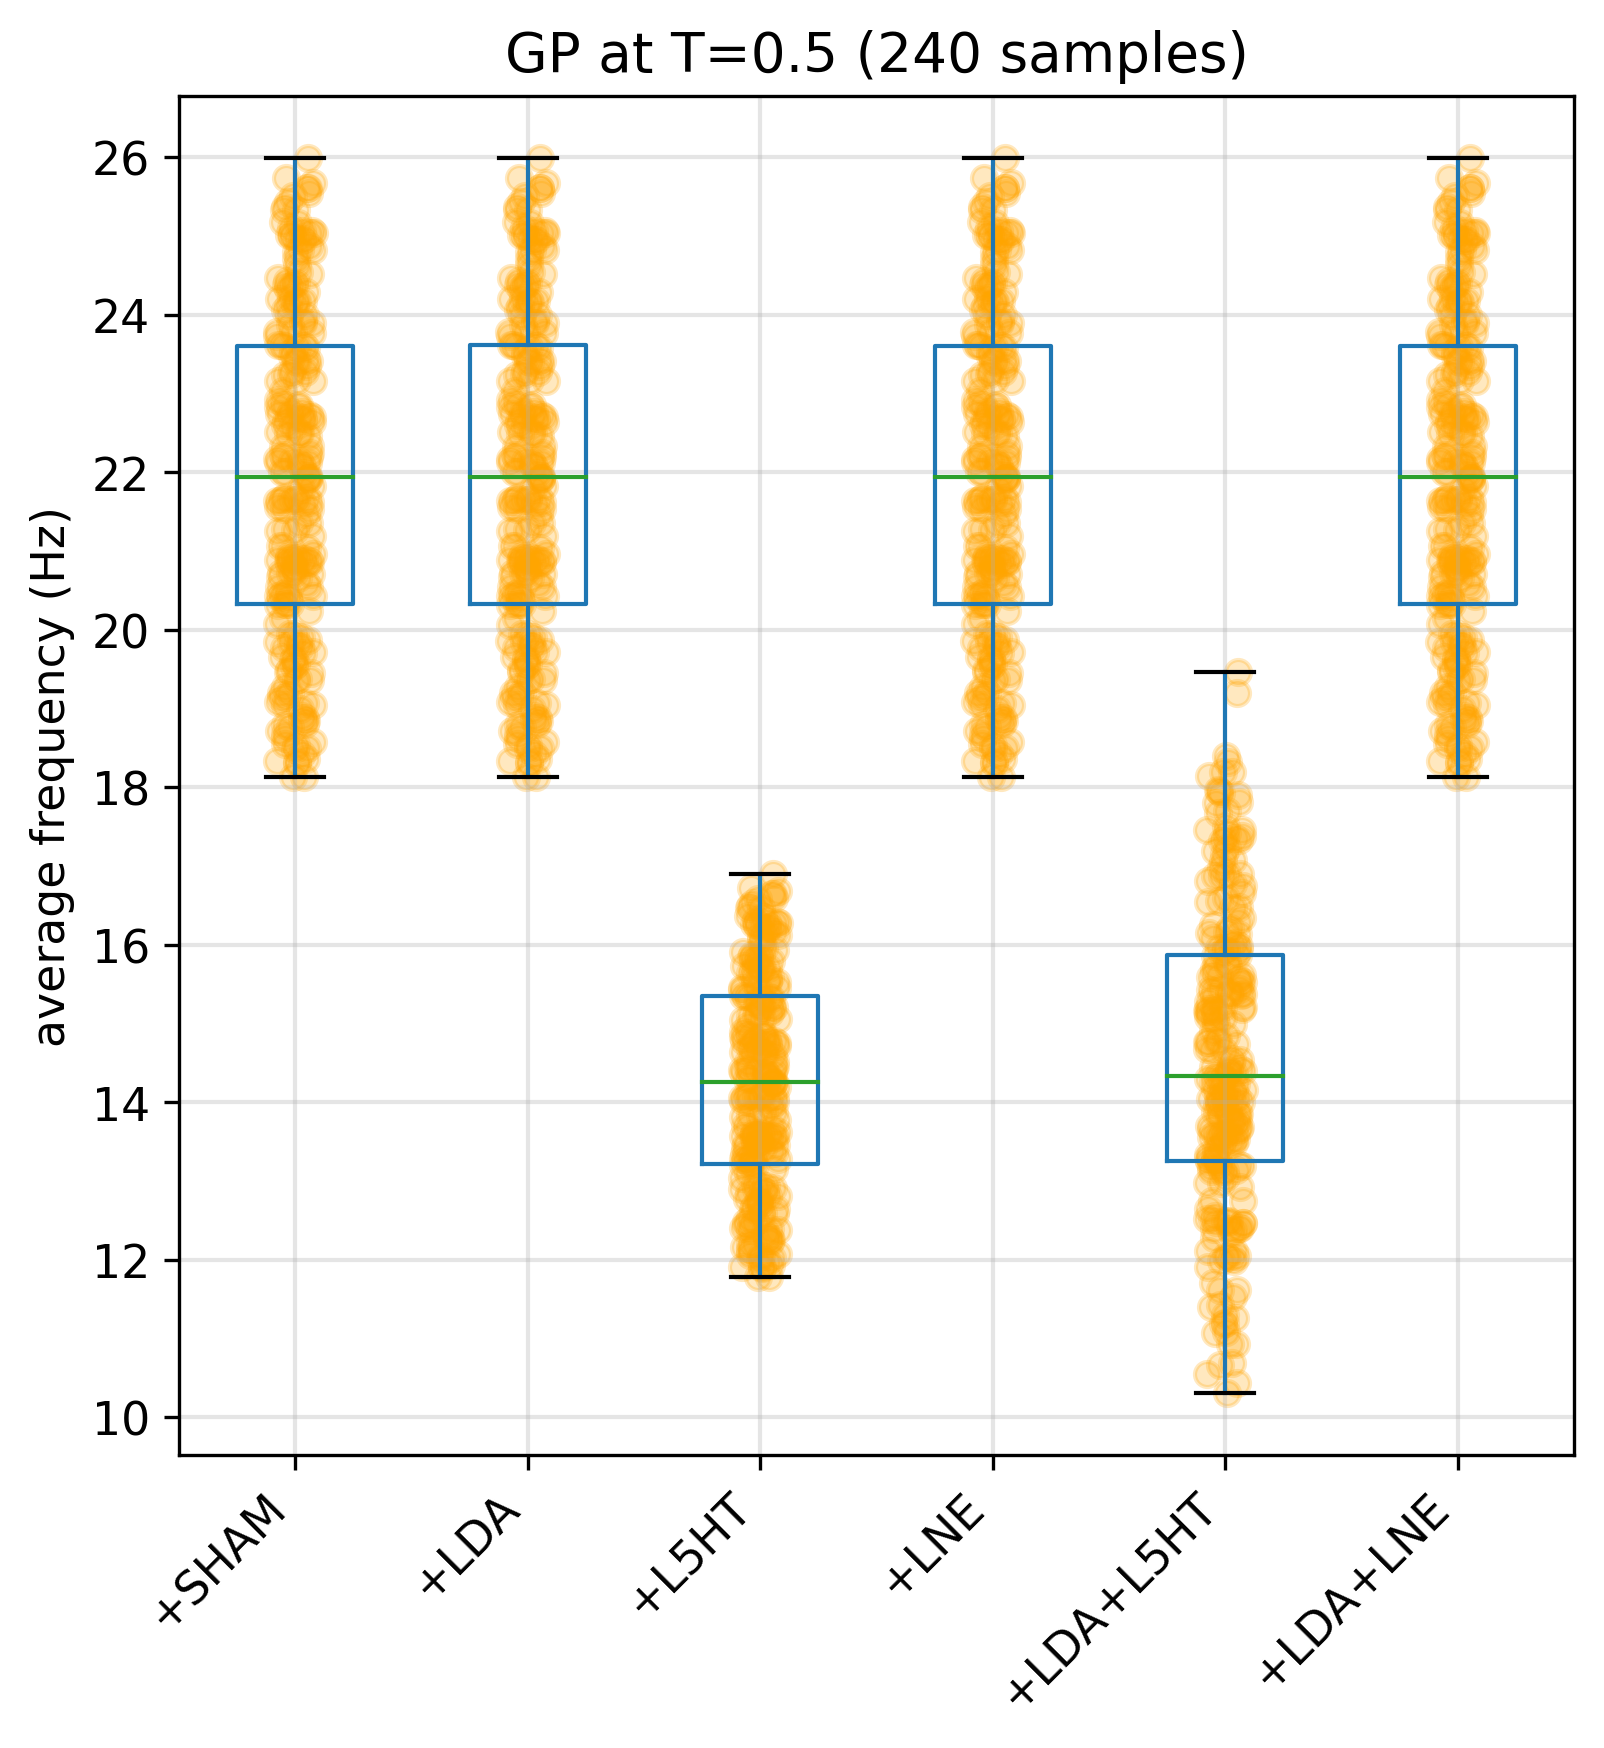 GP at T=0.5 (240 samples)
average frequency (Hz)
26
24
22
20
18
16
14
12
10
+SHAM
+LDA
+L5HT
+LNE
+LDA+L5HT
+LDA+LNE